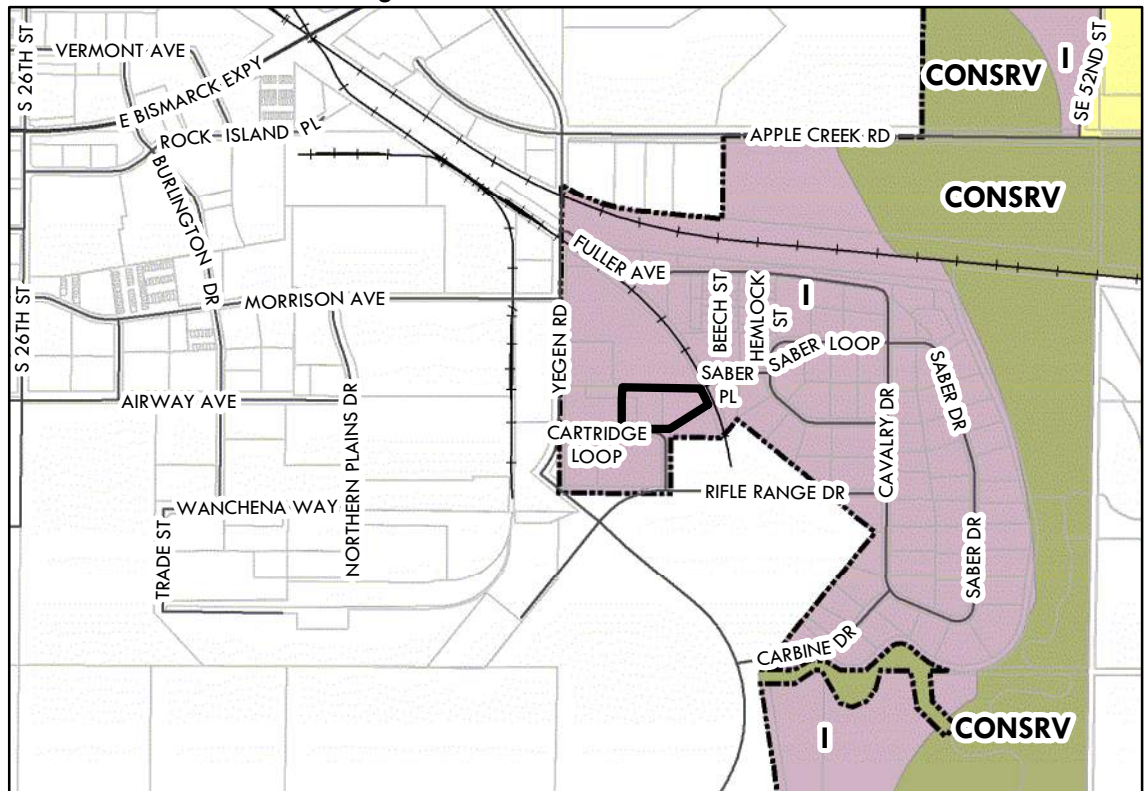 S 26TH ST
VERMONT AVE
E BISMARCK EXPY
ROCK ISLAND PL
BURLINGTON DR
CONSRV
I
SE 52ND ST
APPLE CREEK RD
CONSRV
FULLER AVE
MORRISON AVE
S 26TH ST
YEGEN RD
BEECH ST
HEMLOCK
ST
I
SABER LOOP
SABER
PL
SABER DR
AIRWAY AVE
NORTHERN PLAINS DR
CARTRIDGE
LOOP
CAVALRY DR
RIFLE RANGE DR
WANCHENA WAY
TRADE ST
SABER DR
CARBINE DR
I
CONSRV